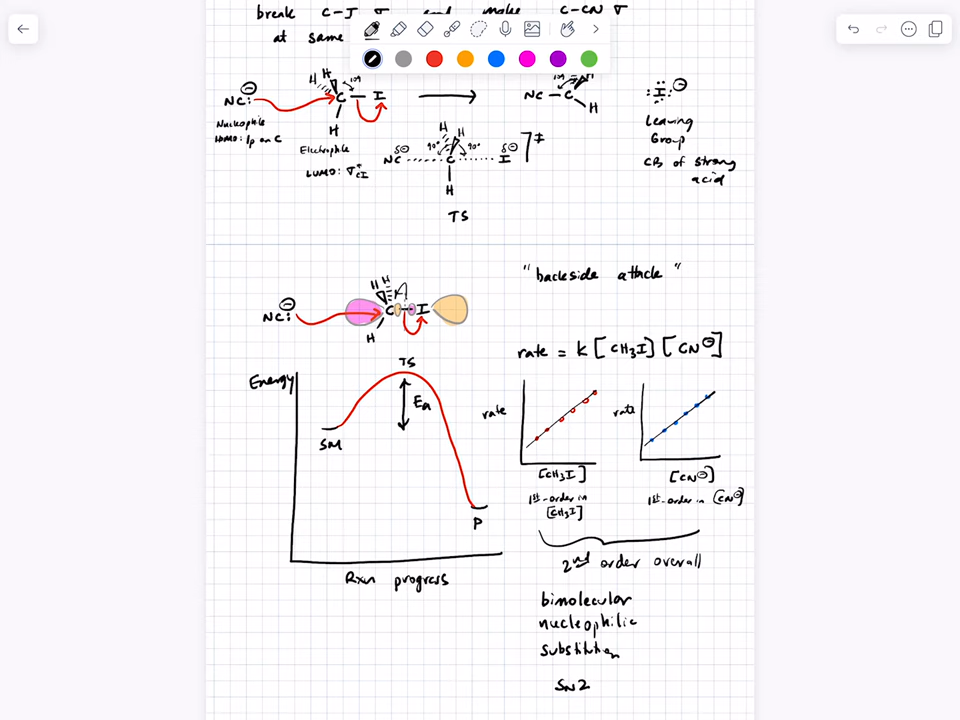 break C-I σ and make C-CN σ
at same
NC:⊖ H H 109 C — I H → NC — C H H :I:⊖
Nucleophile
HOMO: lp on C
Electrophile
LUMO: σ*CI
Leaving
Group
CB of strong
acid
H H
δ⊖ 90° 90° δ⊖ ‡
NC ...... C ...... I
H
TS
"backside attack"
NC:⊖ H H C — I
H
rate = k[CH3I][CN⊖]
Energy
TS
Ea
SM
P
Rxn progress
rate
[CH3I]
1st-order in
[CH3I]
rate
[CN⊖]
1st-order in [CN⊖]
2nd order overall
bimolecular
nucleophilic
substitution
SN2